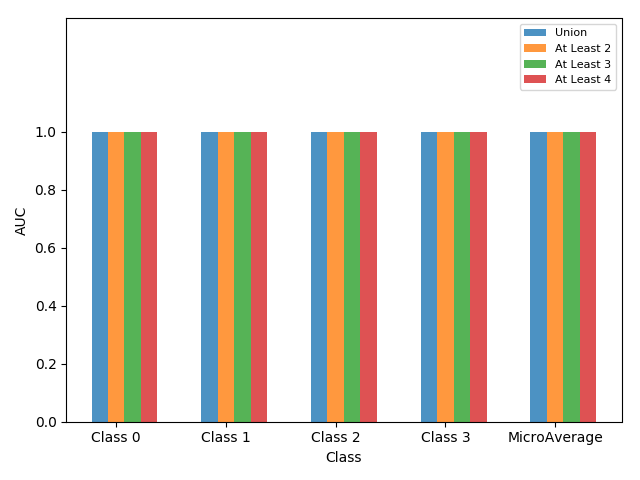 Union
At Least 2
At Least 3
At Least 4
1.0
0.8
0.6
0.4
0.2
0.0
AUC
Class 0 Class 1 Class 2 Class 3 MicroAverage
Class